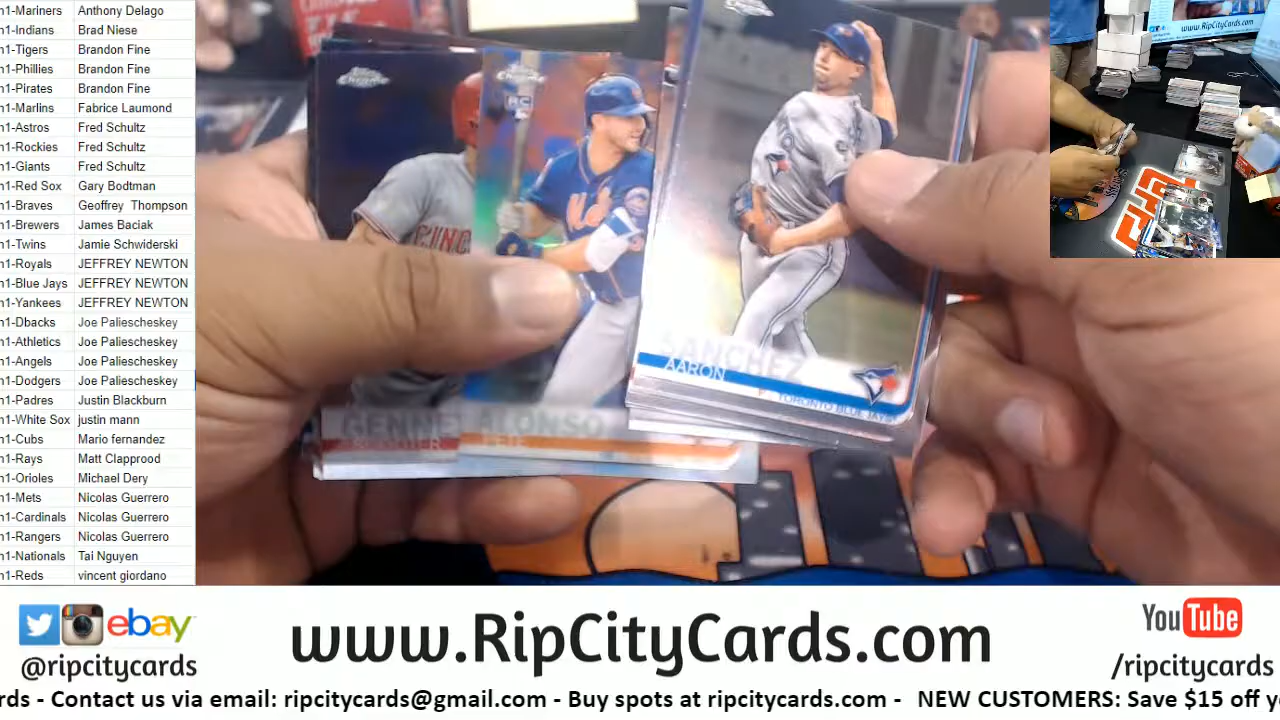 n1-Mariners Anthony Delago
n1-Indians Brad Niese
n1-Tigers Brandon Fine
n1-Phillies Brandon Fine
n1-Pirates Brandon Fine
n1-Marlins Fabrice Laumond
n1-Astros Fred Schultz
n1-Rockies Fred Schultz
n1-Giants Fred Schultz
n1-Red Sox Gary Bodtman
n1-Braves Geoffrey Thompson
n1-Brewers James Baciak
n1-Twins Jamie Schwiderski
n1-Royals JEFFREY NEWTON
n1-Blue Jays JEFFREY NEWTON
n1-Yankees JEFFREY NEWTON
n1-Dbacks Joe Paliescheskey
n1-Athletics Joe Paliescheskey
n1-Angels Joe Paliescheskey
n1-Dodgers Joe Paliescheskey
n1-Padres Justin Blackburn
n1-White Sox justin mann
n1-Cubs Mario fernandez
n1-Rays Matt Clapprood
n1-Orioles Michael Dery
n1-Mets Nicolas Guerrero
n1-Cardinals Nicolas Guerrero
n1-Rangers Nicolas Guerrero
n1-Nationals Tai Nguyen
n1-Reds vincent giordano
Chrome
CINC
GENNE
Chrome
RC
Mets
ALONSO
PETE
SANCHEZ
AARON
P TORONTO BLUE JAYS
www.RipCityCards.com
ebay
@ripcitycards
www.RipCityCards.com
YouTube
/ripcitycards
rds - Contact us via email: ripcitycards@gmail.com - Buy spots at ripcitycards.com - NEW CUSTOMERS: Save $15 off y